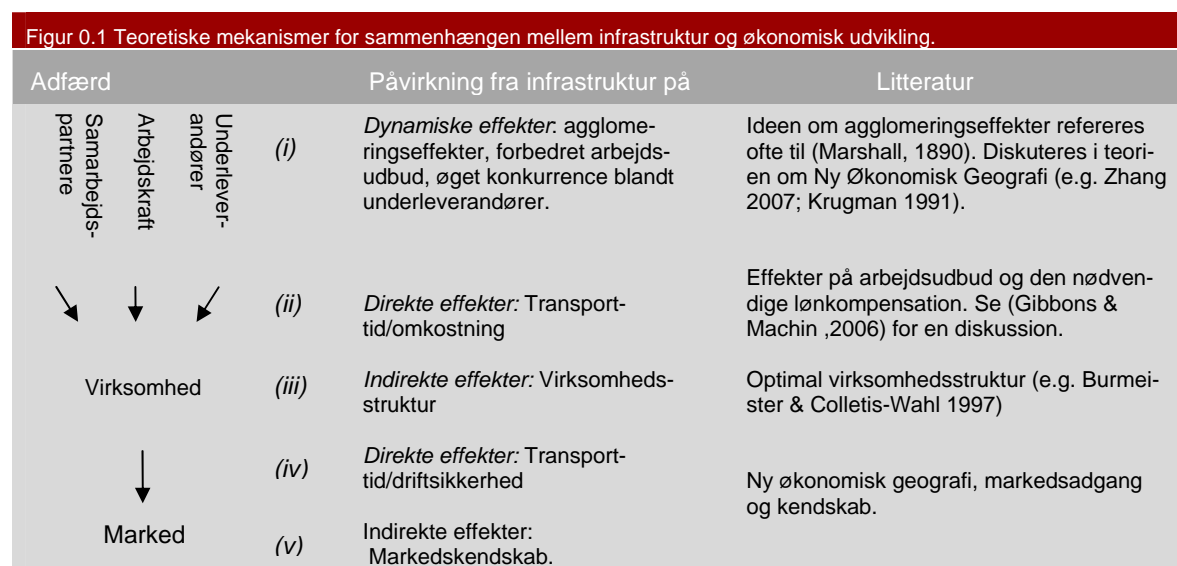 Figur 0.1 Teoretiske mekanismer for sammenhængen mellem infrastruktur og økonomisk udvikling.
Adfærd
Påvirkning fra infrastruktur på
Litteratur
Samarbejds-
partnere
Arbejdskraft
Underlever-
andører
(i)
Dynamiske effekter: agglome-
ringseffekter, forbedret arbejds-
udbud, øget konkurrence blandt
underleverandører.
Ideen om agglomeringseffekter refereres
ofte til (Marshall, 1890). Diskuteres i teori-
en om Ny Økonomisk Geografi (e.g. Zhang
2007; Krugman 1991).
(ii)
Direkte effekter: Transport-
tid/omkostning
Effekter på arbejdsudbud og den nødven-
dige lønkompensation. Se (Gibbons &
Machin ,2006) for en diskussion.
Virksomhed
(iii)
Indirekte effekter: Virksomheds-
struktur
Optimal virksomhedsstruktur (e.g. Burmei-
ster & Colletis-Wahl 1997)
(iv)
Direkte effekter: Transport-
tid/driftsikkerhed
Ny økonomisk geografi, markedsadgang
og kendskab.
Marked
(v)
Indirekte effekter:
Markedskendskab.